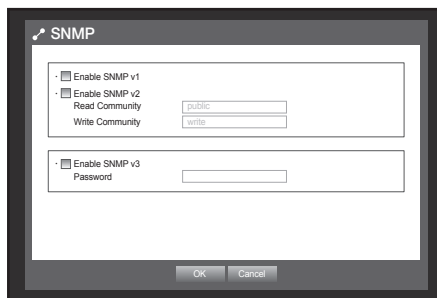 SNMP
· Enable SNMP v1
· Enable SNMP v2
Read Community public
Write Community write
· Enable SNMP v3
Password
OK Cancel